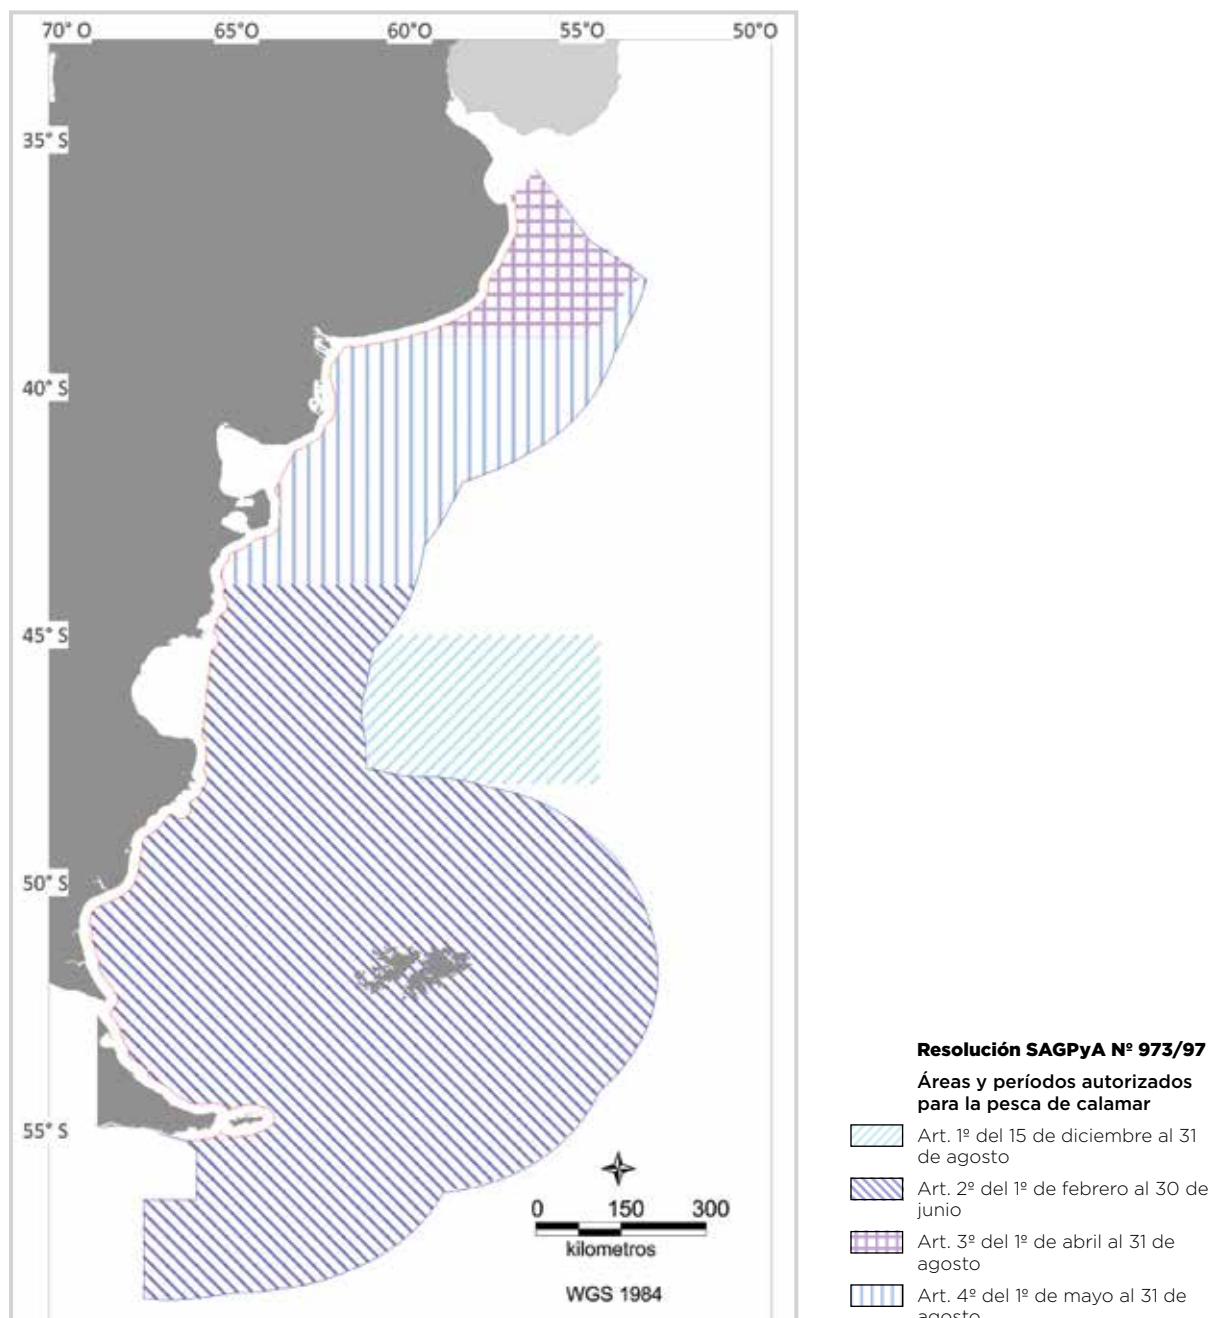 70° O 65°O 60°O 55°O 50°O
35° S
40° S
45° S
50° S
55° S
0 150 300
kilometros
WGS 1984
Resolución SAGPyA Nº 973/97
Áreas y períodos autorizados
para la pesca de calamar
Art. 1º del 15 de diciembre al 31
de agosto
Art. 2º del 1º de febrero al 30 de
junio
Art. 3º del 1º de abril al 31 de
agosto
Art. 4º del 1º de mayo al 31 de
agosto